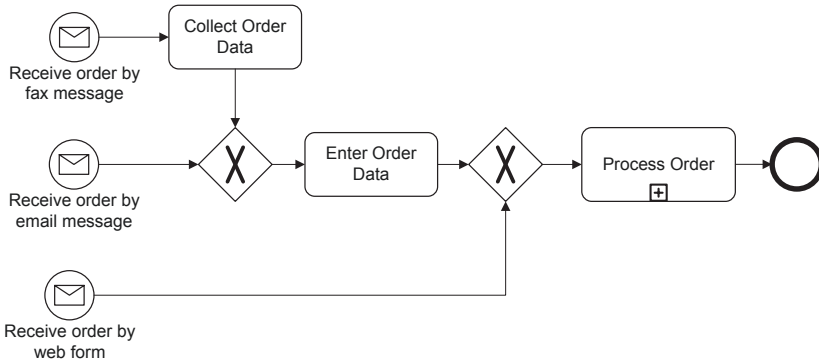 Collect Order
Data
Receive order by
fax message
Enter Order
Data
Process Order
Receive order by
email message
Receive order by
web form